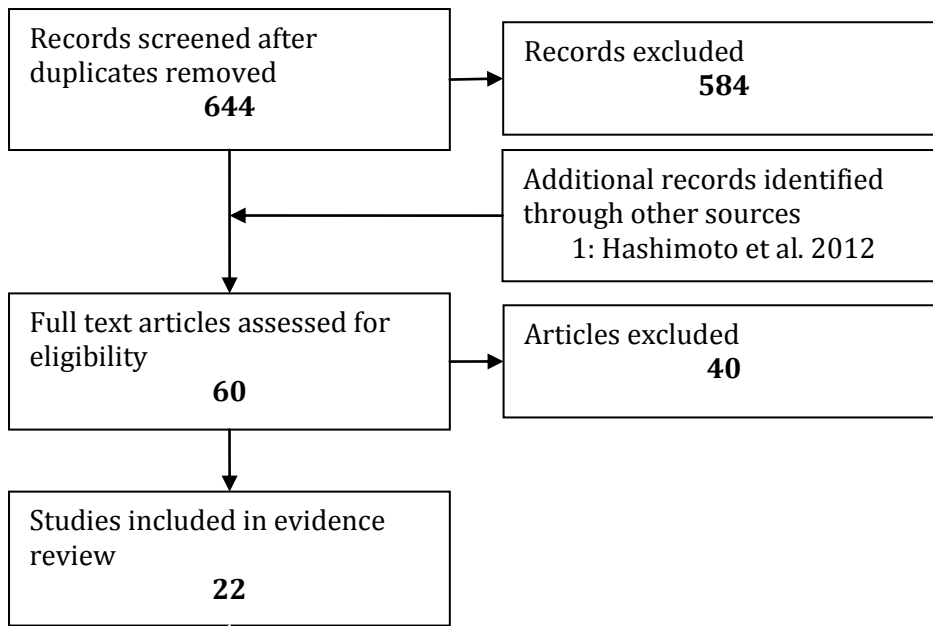 Records screened after
duplicates removed
644
Records excluded
584
Additional records identified
through other sources
1: Hashimoto et al. 2012
Full text articles assessed for
eligibility
60
Articles excluded
40
Studies included in evidence
review
22